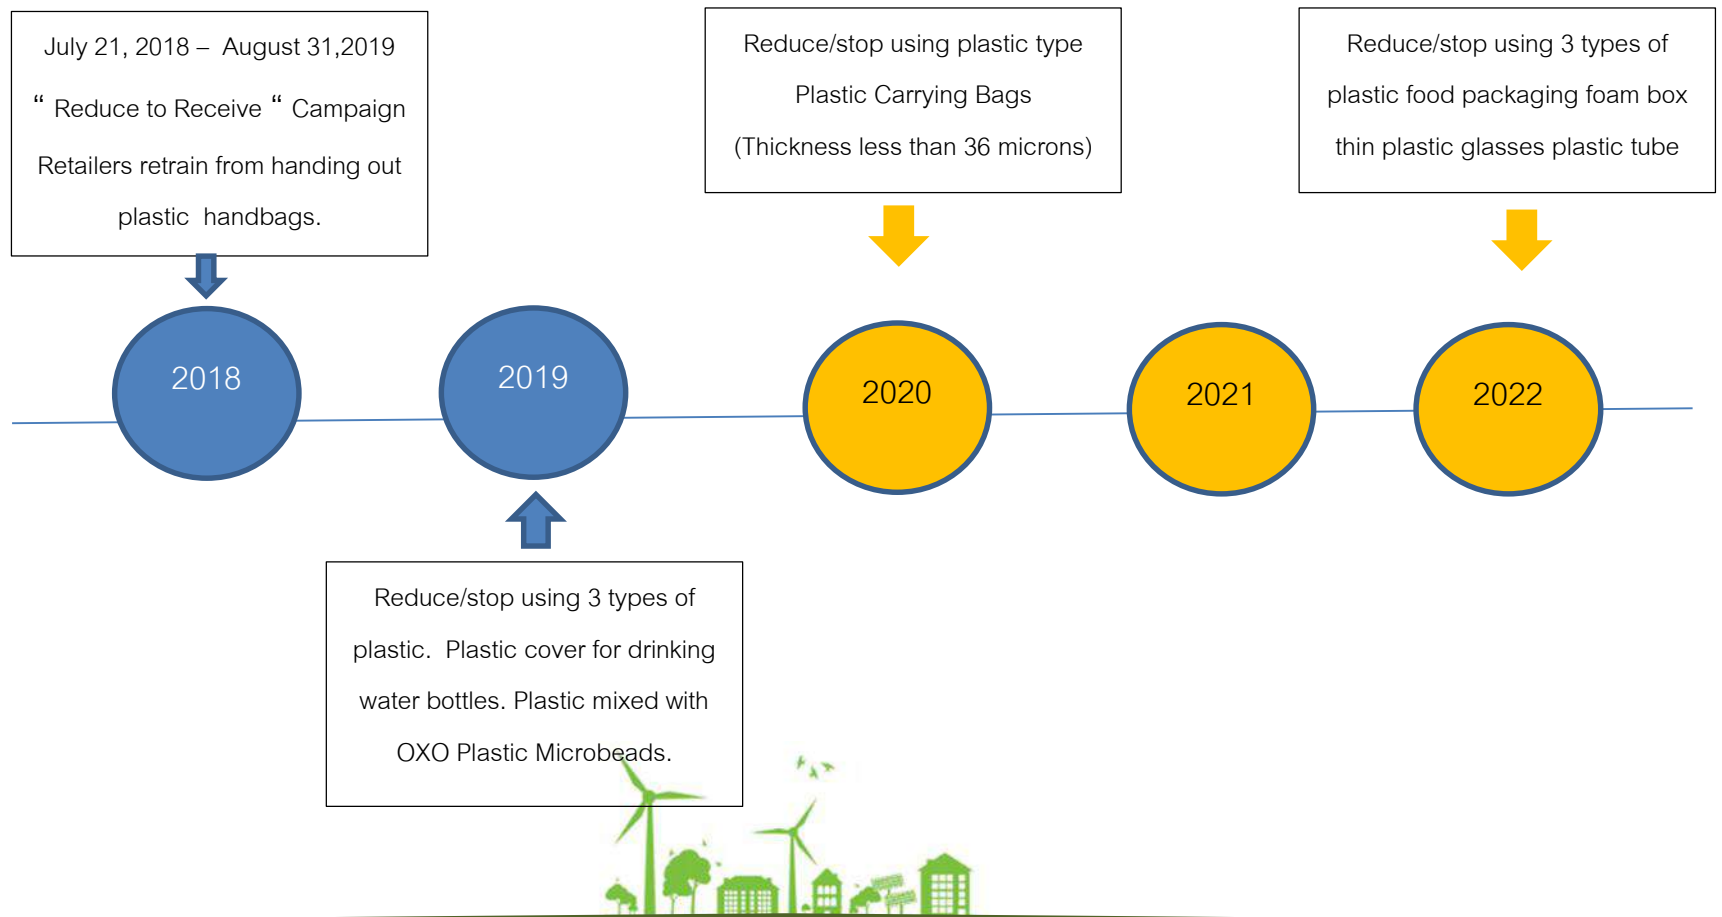 July 21, 2018 – August 31,2019
“ Reduce to Receive “ Campaign
Retailers retrain from handing out
plastic handbags.
Reduce/stop using plastic type
Plastic Carrying Bags
(Thickness less than 36 microns)
Reduce/stop using 3 types of
plastic food packaging foam box
thin plastic glasses plastic tube
2018
2019
2020
2021
2022
Reduce/stop using 3 types of
plastic. Plastic cover for drinking
water bottles. Plastic mixed with
OXO Plastic Microbeads.